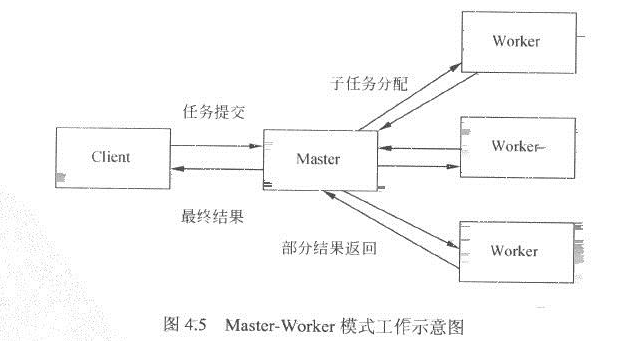 Worker
子任务分配
任务提交
Client
Master
Worker
最终结果
部分结果返回
Worker
图 4.5 Master-Worker 模式工作示意图